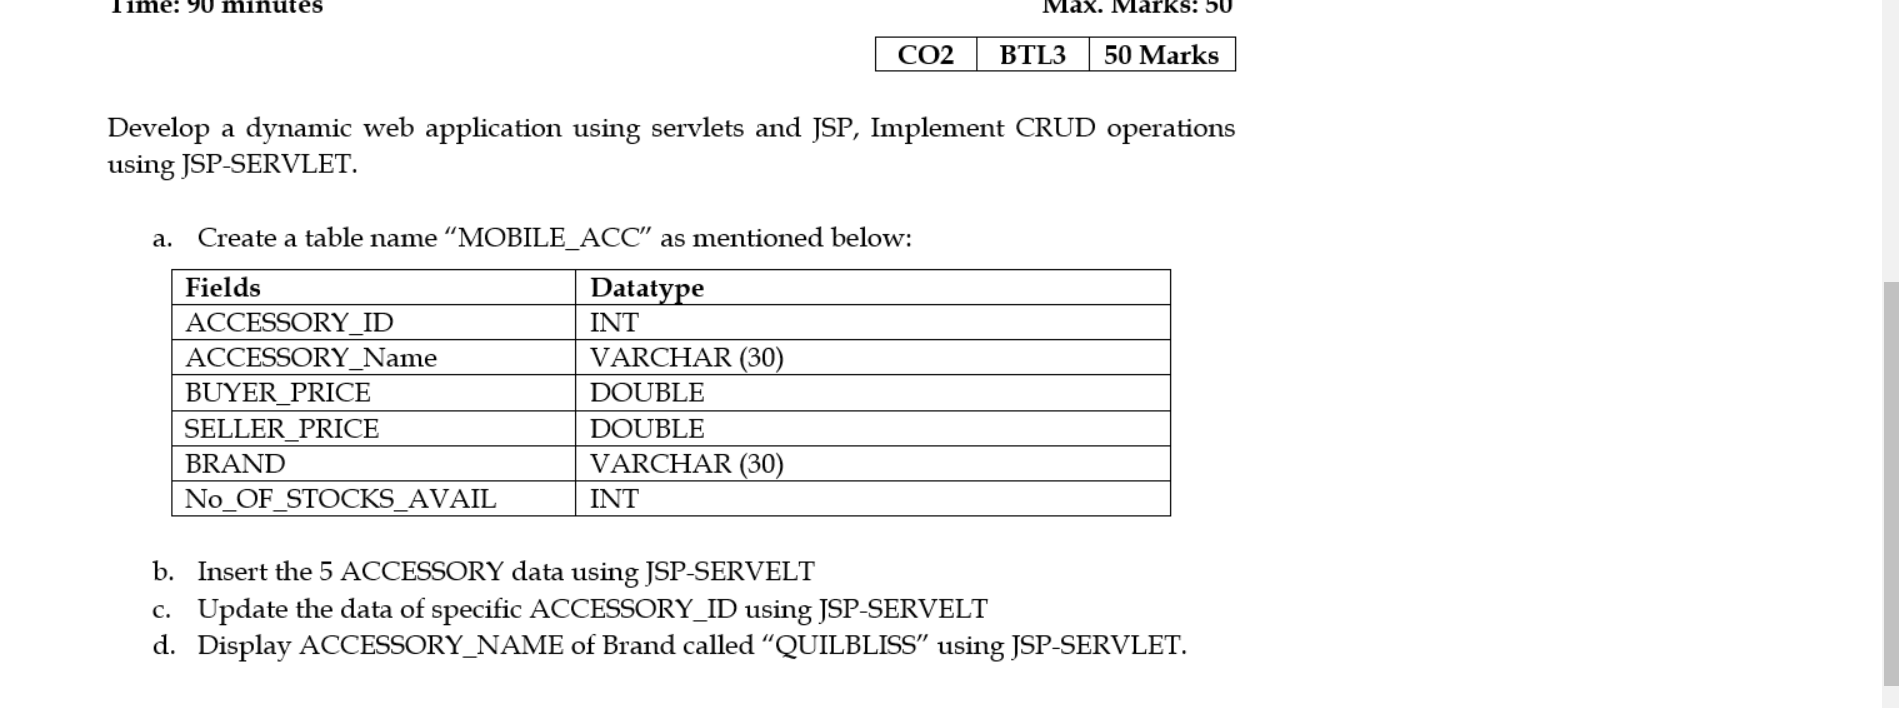 Time: 90 minutes Max. Marks: 50
CO2 BTL3 50 Marks
Develop a dynamic web application using servlets and JSP, Implement CRUD operations
using JSP-SERVLET.
a. Create a table name “MOBILE_ACC” as mentioned below:
Fields Datatype
ACCESSORY_ID INT
ACCESSORY_Name VARCHAR (30)
BUYER_PRICE DOUBLE
SELLER_PRICE DOUBLE
BRAND VARCHAR (30)
No_OF_STOCKS_AVAIL INT
b. Insert the 5 ACCESSORY data using JSP-SERVELT
c. Update the data of specific ACCESSORY_ID using JSP-SERVELT
d. Display ACCESSORY_NAME of Brand called “QUILBLISS” using JSP-SERVLET.